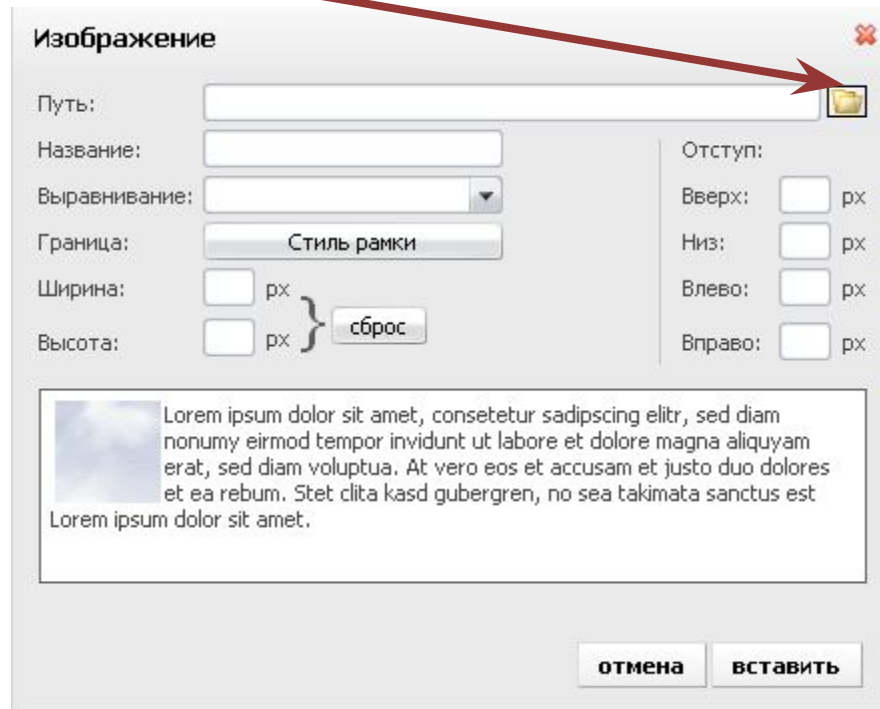 Изображение
Путь:
Название:
Выравнивание:
Граница: Стиль рамки
Ширина: px
Высота: px
} сброс
Отступ:
Вверх: px
Низ: px
Влево: px
Вправо: px
Lorem ipsum dolor sit amet, consetetur sadipscing elitr, sed diam
nonumy eirmod tempor invidunt ut labore et dolore magna aliquyam
erat, sed diam voluptua. At vero eos et accusam et justo duo dolores
et ea rebum. Stet clita kasd gubergren, no sea takimata sanctus est
Lorem ipsum dolor sit amet.
отмена вставить